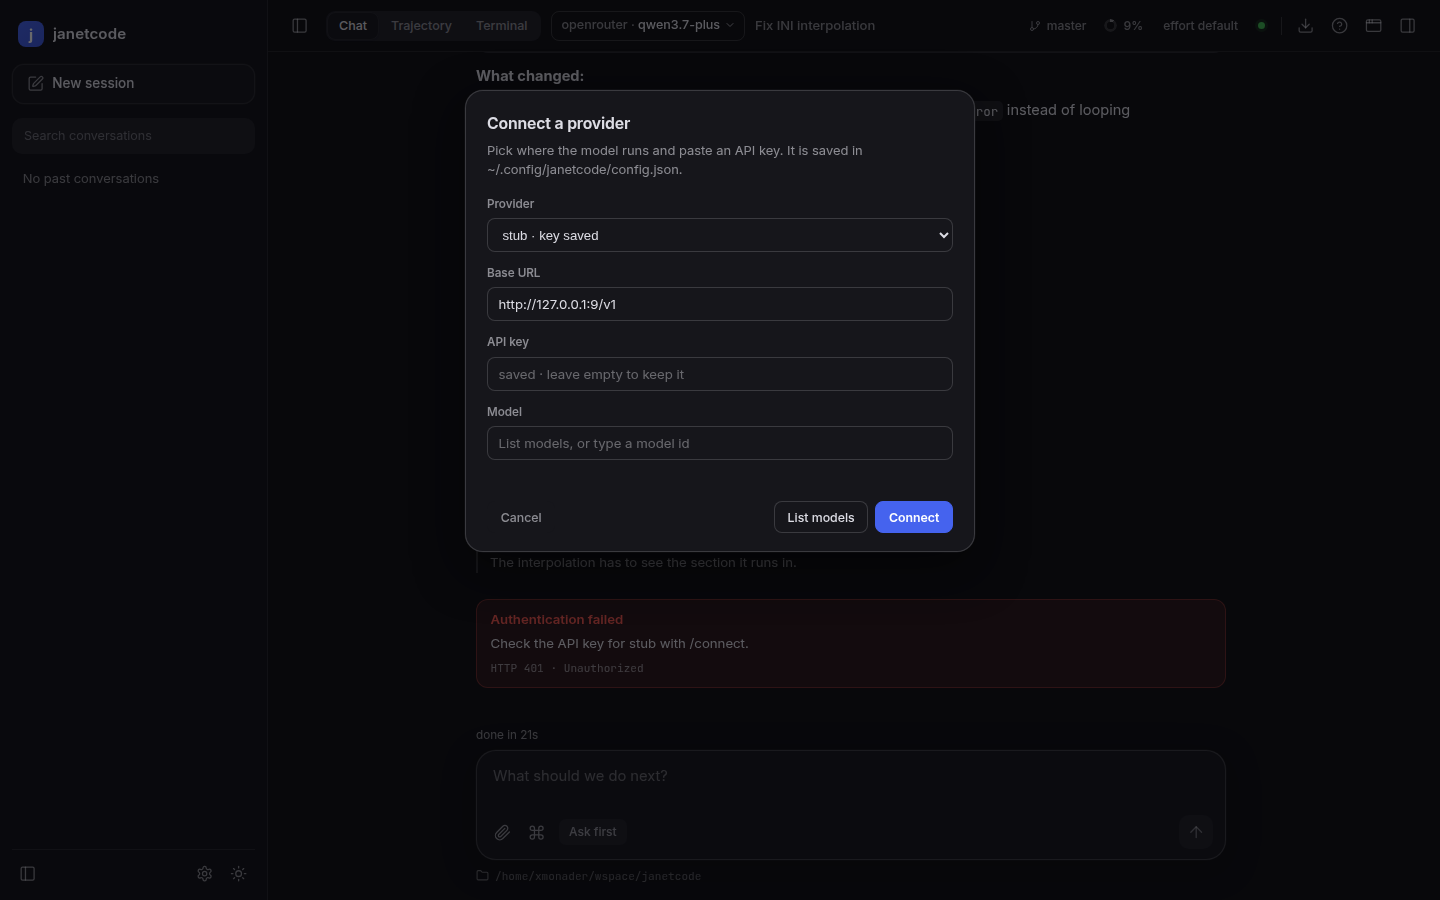 j janetcode
New session
Search conversations
No past conversations
Chat Trajectory Terminal openrouter · qwen3.7-plus Fix INI interpolation master 9% effort default
What changed:
ror instead of looping
Connect a provider
Pick where the model runs and paste an API key. It is saved in
~/.config/janetcode/config.json.
Provider
stub · key saved
Base URL
http://127.0.0.1:9/v1
API key
saved · leave empty to keep it
Model
List models, or type a model id
Cancel List models Connect
The interpolation has to see the section it runs in.
Authentication failed
Check the API key for stub with /connect.
HTTP 401 · Unauthorized
done in 21s
What should we do next?
Ask first
/home/xmonader/wspace/janetcode